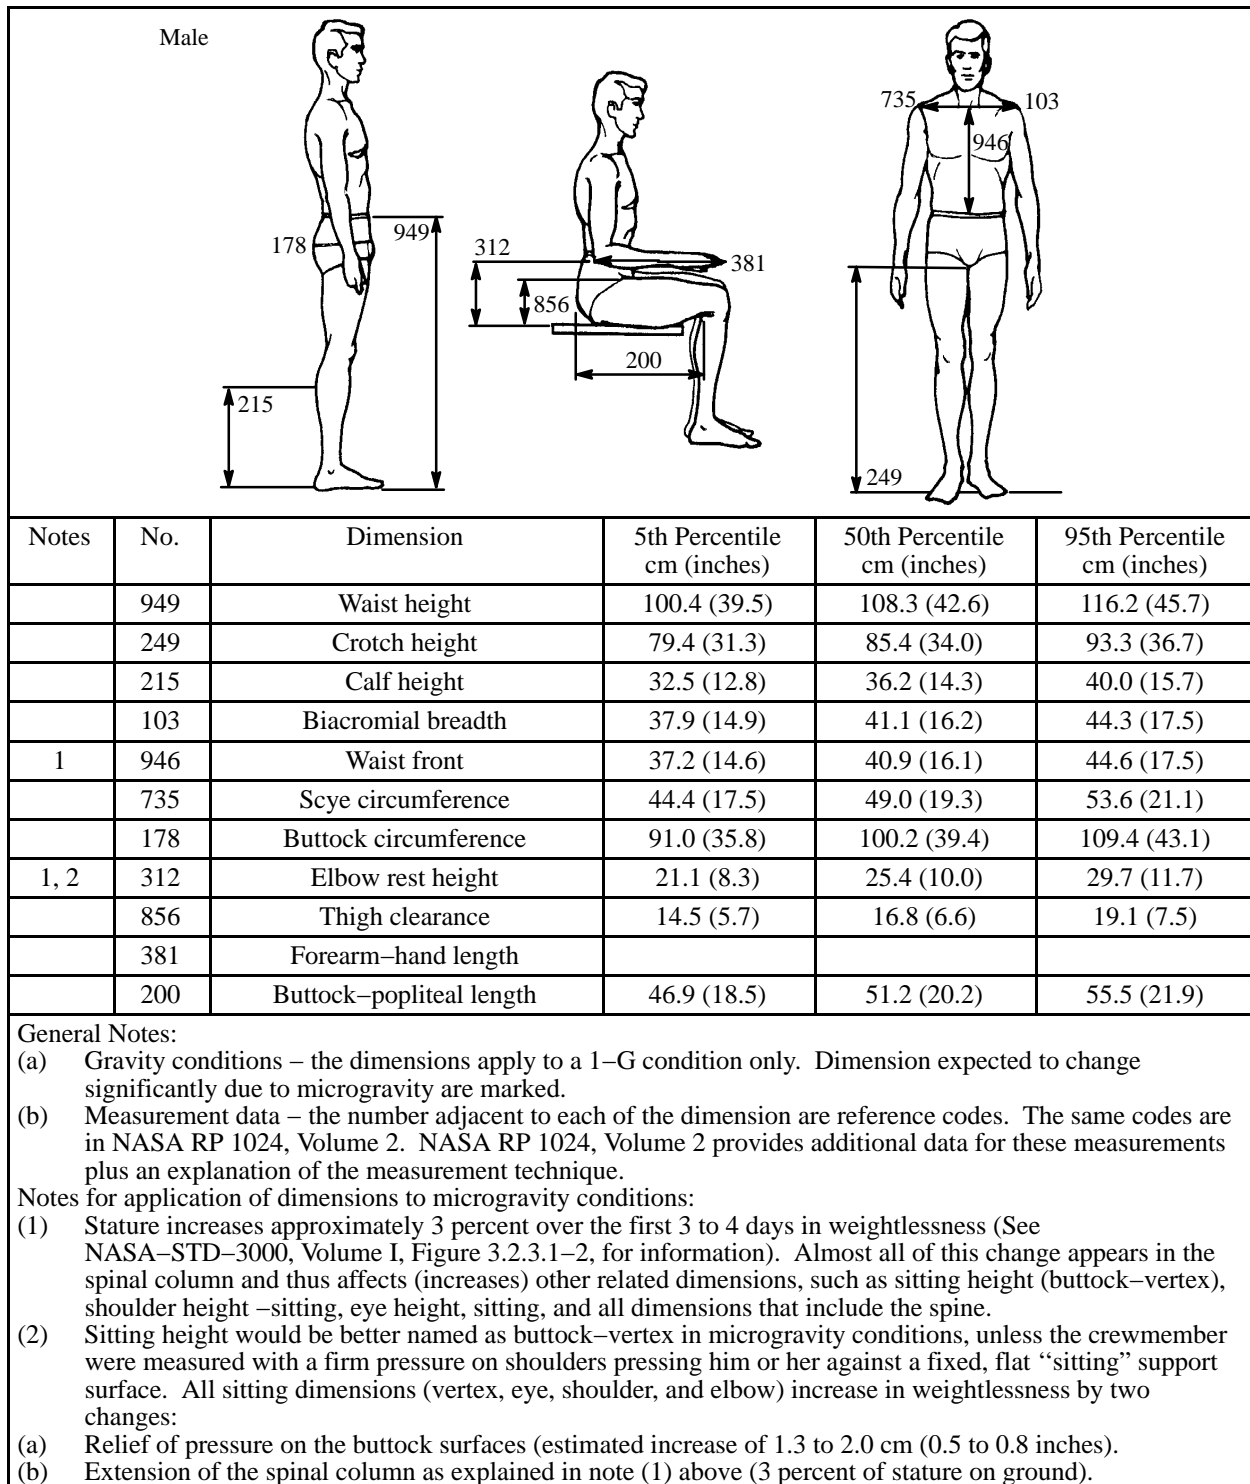 Male
735
103
946
949
178
312
381
856
200
215
249
Notes No. Dimension 5th Percentile cm (inches) 50th Percentile cm (inches) 95th Percentile cm (inches)
949 Waist height 100.4 (39.5) 108.3 (42.6) 116.2 (45.7)
249 Crotch height 79.4 (31.3) 85.4 (34.0) 93.3 (36.7)
215 Calf height 32.5 (12.8) 36.2 (14.3) 40.0 (15.7)
103 Biacromial breadth 37.9 (14.9) 41.1 (16.2) 44.3 (17.5)
1 946 Waist front 37.2 (14.6) 40.9 (16.1) 44.6 (17.5)
735 Scye circumference 44.4 (17.5) 49.0 (19.3) 53.6 (21.1)
178 Buttock circumference 91.0 (35.8) 100.2 (39.4) 109.4 (43.1)
1, 2 312 Elbow rest height 21.1 (8.3) 25.4 (10.0) 29.7 (11.7)
856 Thigh clearance 14.5 (5.7) 16.8 (6.6) 19.1 (7.5)
381 Forearm–hand length
200 Buttock–popliteal length 46.9 (18.5) 51.2 (20.2) 55.5 (21.9)
General Notes:
(a) Gravity conditions – the dimensions apply to a 1–G condition only. Dimension expected to change
significantly due to microgravity are marked.
(b) Measurement data – the number adjacent to each of the dimension are reference codes. The same codes are
in NASA RP 1024, Volume 2. NASA RP 1024, Volume 2 provides additional data for these measurements
plus an explanation of the measurement technique.
Notes for application of dimensions to microgravity conditions:
(1) Stature increases approximately 3 percent over the first 3 to 4 days in weightlessness (See
NASA–STD–3000, Volume I, Figure 3.2.3.1–2, for information). Almost all of this change appears in the
spinal column and thus affects (increases) other related dimensions, such as sitting height (buttock–vertex),
shoulder height –sitting, eye height, sitting, and all dimensions that include the spine.
(2) Sitting height would be better named as buttock–vertex in microgravity conditions, unless the crewmember
were measured with a firm pressure on shoulders pressing him or her against a fixed, flat “sitting” support
surface. All sitting dimensions (vertex, eye, shoulder, and elbow) increase in weightlessness by two
changes:
(a) Relief of pressure on the buttock surfaces (estimated increase of 1.3 to 2.0 cm (0.5 to 0.8 inches).
(b) Extension of the spinal column as explained in note (1) above (3 percent of stature on ground).